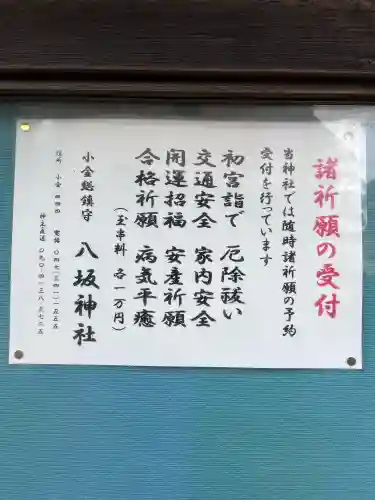 諸祈願の受付
当神社では随時諸祈願の予約
受付を行っています
初宮詣で 厄除祓い
交通安全 家内安全
開運招福 安産祈願
合格祈願 病気平癒
（玉串料 各一万円）
小金総鎮守 八坂神社